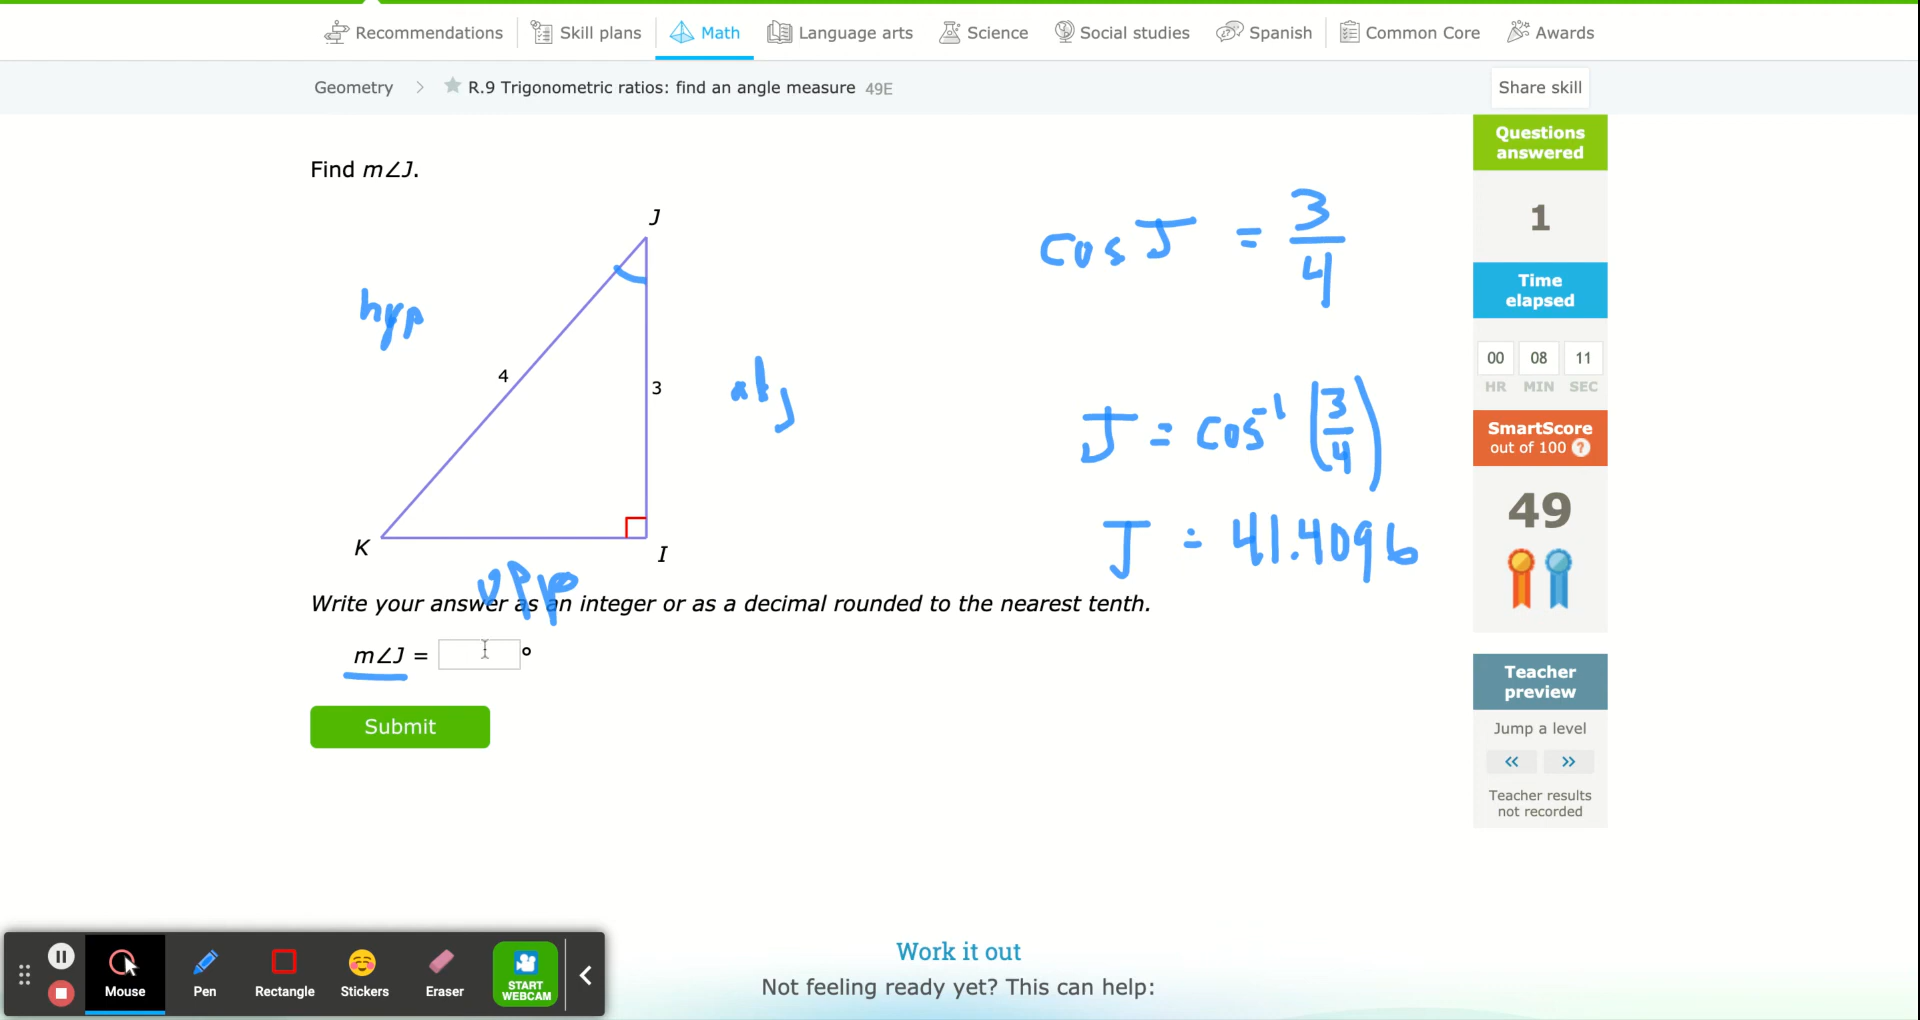 Recommendations Skill plans Math Language arts Science Social studies Spanish Common Core Awards
Geometry > R.9 Trigonometric ratios: find an angle measure 49E
Share skill
Find m∠J.
J
hyp
4
3
adj
K
I
opp
cos J = 3/4
J = cos⁻¹ (3/4)
J = 41.4096
Write your answer as an integer or as a decimal rounded to the nearest tenth.
m∠J = °
Submit
Questions
answered
1
Time
elapsed
00 08 11
HR MIN SEC
SmartScore
out of 100 ?
49
Teacher
preview
Jump a level
« »
Teacher results
not recorded
Work it out
Not feeling ready yet? This can help:
Mouse Pen Rectangle Stickers Eraser
START
WEBCAM